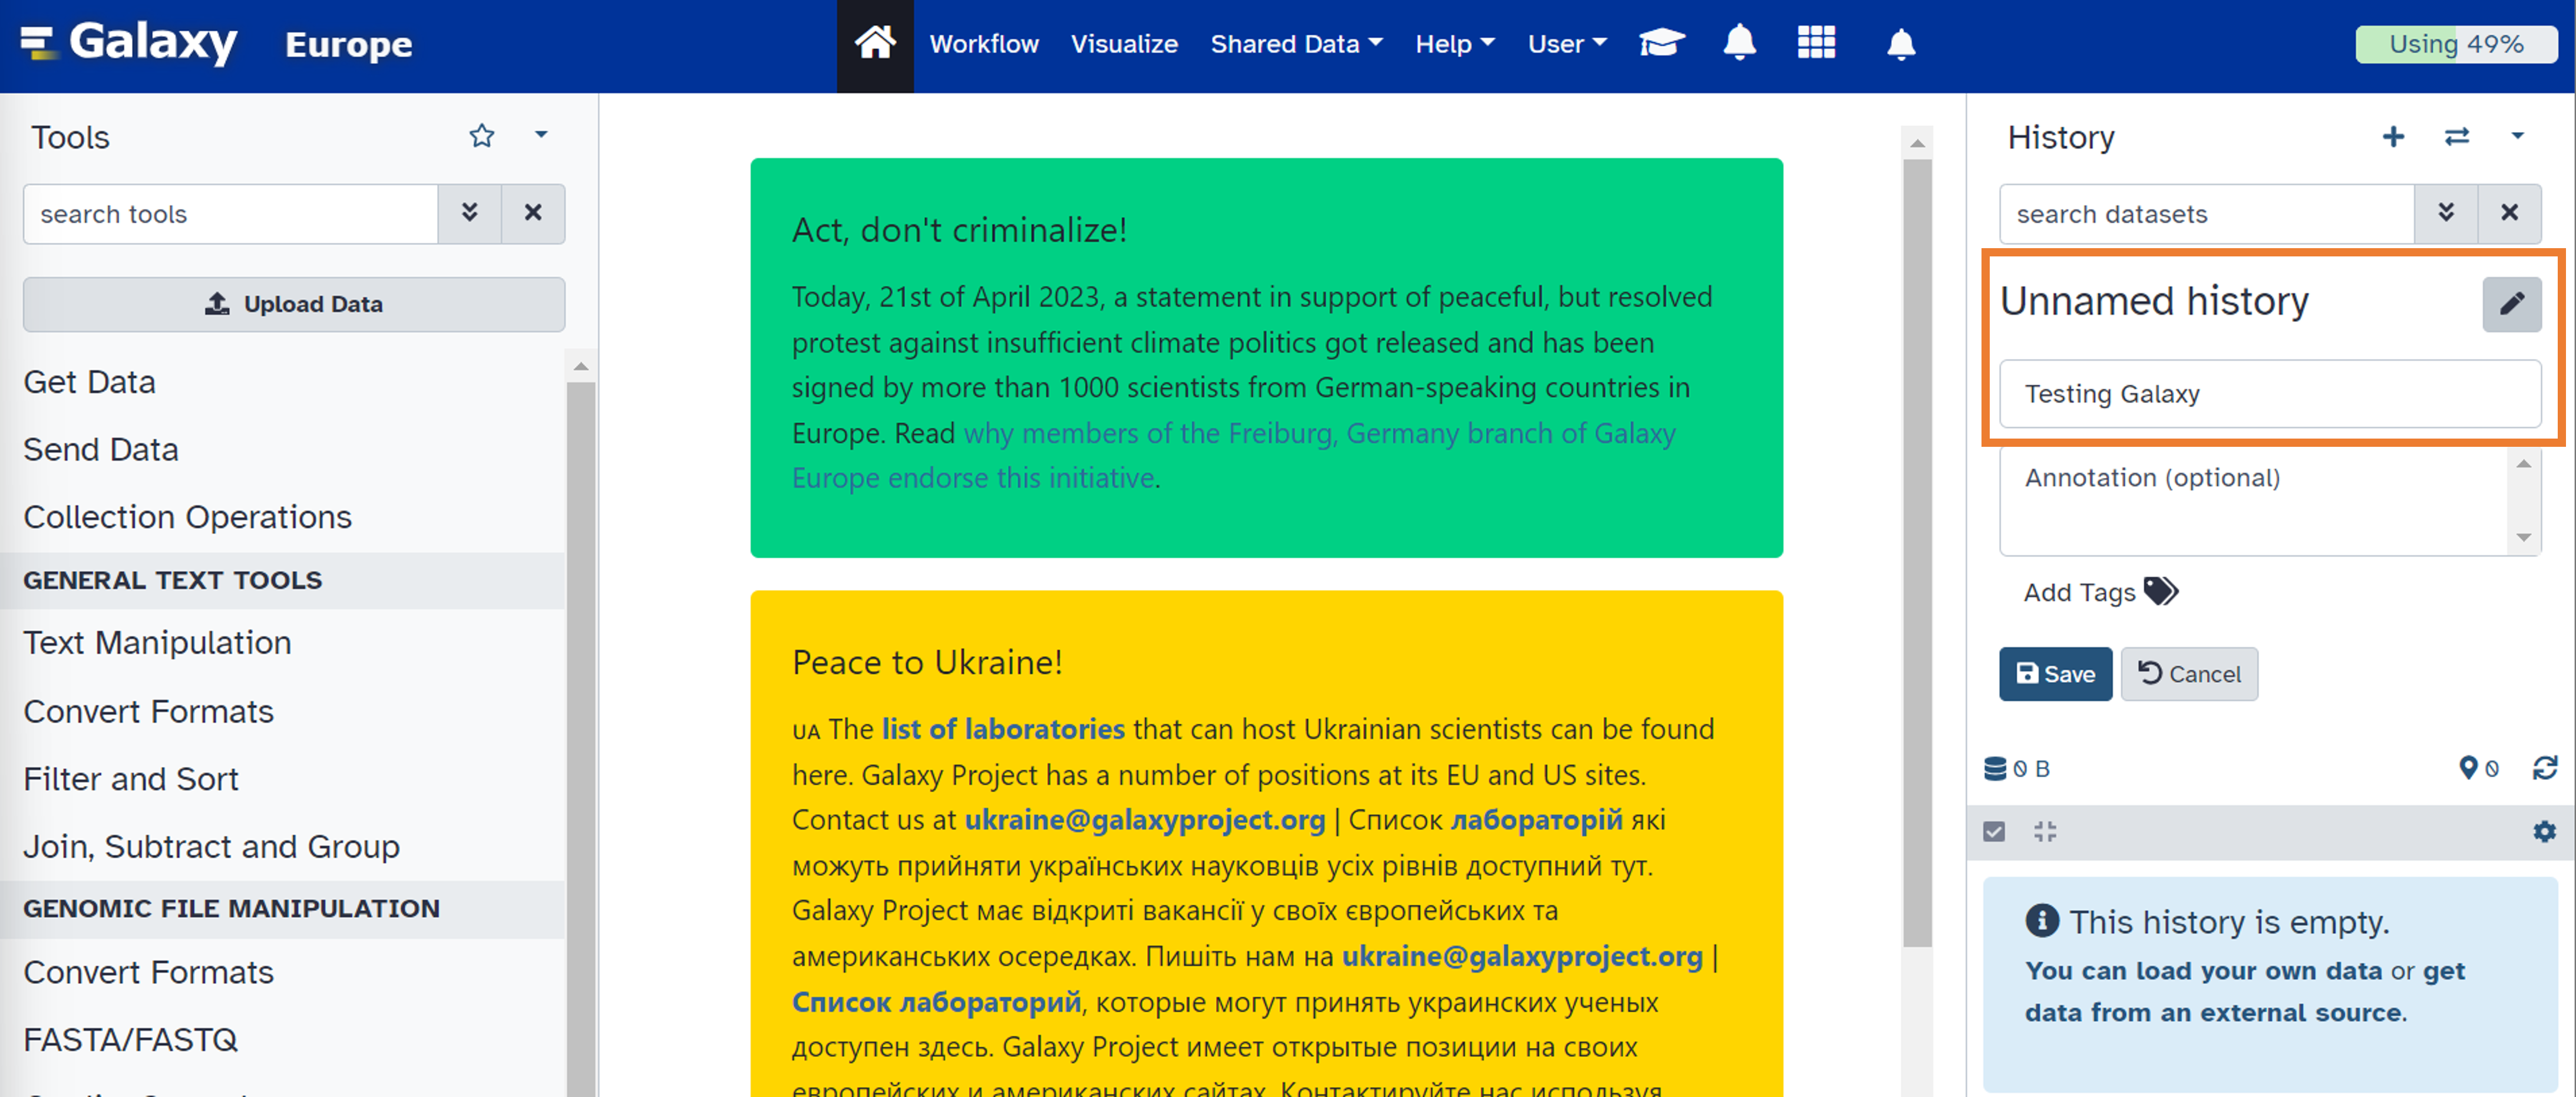 Galaxy Europe
Workflow Visualize Shared Data Help User
Using 49%
Tools
search tools
Upload Data
Get Data
Send Data
Collection Operations
GENERAL TEXT TOOLS
Text Manipulation
Convert Formats
Filter and Sort
Join, Subtract and Group
GENOMIC FILE MANIPULATION
Convert Formats
FASTA/FASTQ
Act, don't criminalize!
Today, 21st of April 2023, a statement in support of peaceful, but resolved
protest against insufficient climate politics got released and has been
signed by more than 1000 scientists from German-speaking countries in
Europe. Read why members of the Freiburg, Germany branch of Galaxy
Europe endorse this initiative.
Peace to Ukraine!
UA The list of laboratories that can host Ukrainian scientists can be found
here. Galaxy Project has a number of positions at its EU and US sites.
Contact us at ukraine@galaxyproject.org | Список лабораторій які
можуть прийняти українських науковців усіх рівнів доступний тут.
Galaxy Project має відкриті вакансії у своїх європейських та
американських осередках. Пишіть нам на ukraine@galaxyproject.org |
Список лабораторий, которые могут принять украинских ученых
доступен здесь. Galaxy Project имеет открытые позиции на своих
европейских и американских сайтах. Контактируйте нас используя
History
search datasets
Unnamed history
Testing Galaxy
Annotation (optional)
Add Tags
Save Cancel
0 B 0
This history is empty.
You can load your own data or get
data from an external source.